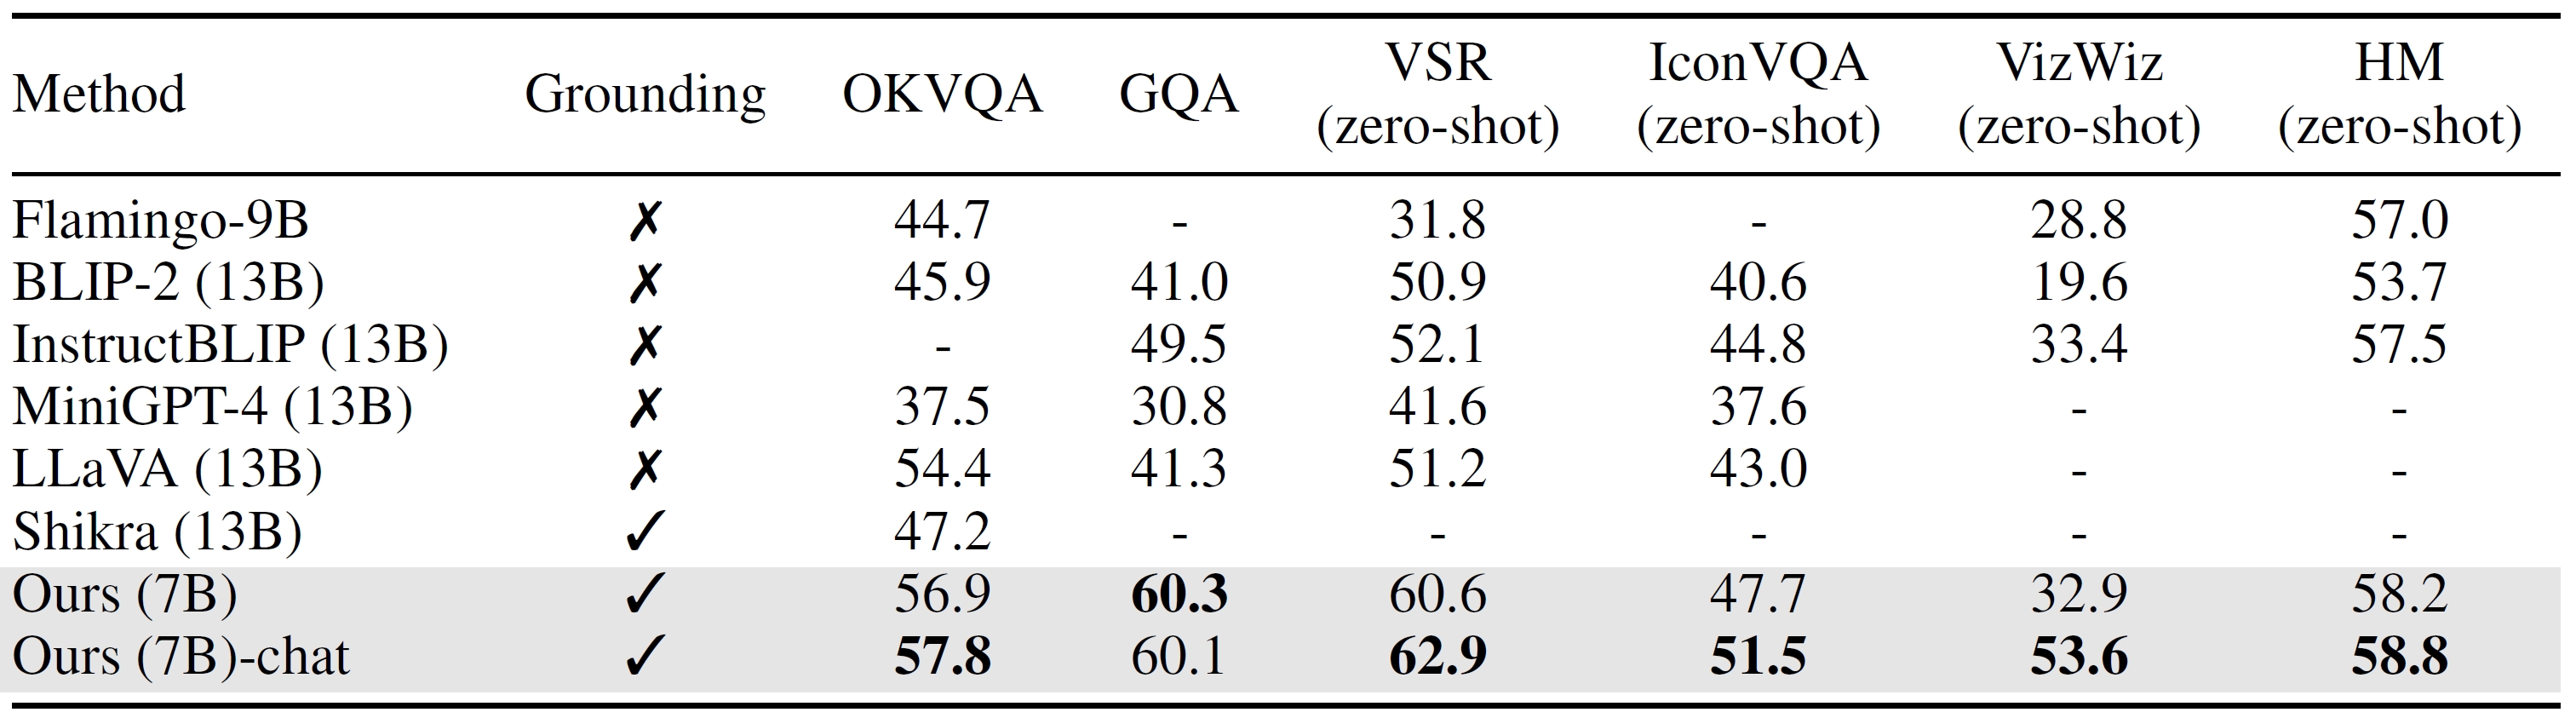 Method Grounding OKVQA GQA VSR (zero-shot) IconVQA (zero-shot) VizWiz (zero-shot) HM (zero-shot)
Flamingo-9B ✗ 44.7 - 31.8 - 28.8 57.0
BLIP-2 (13B) ✗ 45.9 41.0 50.9 40.6 19.6 53.7
InstructBLIP (13B) ✗ - 49.5 52.1 44.8 33.4 57.5
MiniGPT-4 (13B) ✗ 37.5 30.8 41.6 37.6 - -
LLaVA (13B) ✗ 54.4 41.3 51.2 43.0 - -
Shikra (13B) ✓ 47.2 - - - - -
Ours (7B) ✓ 56.9 60.3 60.6 47.7 32.9 58.2
Ours (7B)-chat ✓ 57.8 60.1 62.9 51.5 53.6 58.8